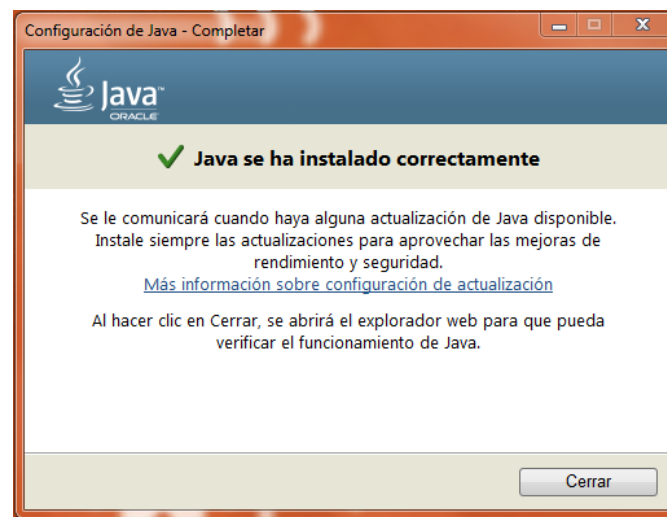 Configuración de Java - Completar
Java™
ORACLE
Java se ha instalado correctamente
Se le comunicará cuando haya alguna actualización de Java disponible.
Instale siempre las actualizaciones para aprovechar las mejoras de
rendimiento y seguridad.
Más información sobre configuración de actualización
Al hacer clic en Cerrar, se abrirá el explorador web para que pueda
verificar el funcionamiento de Java.
Cerrar